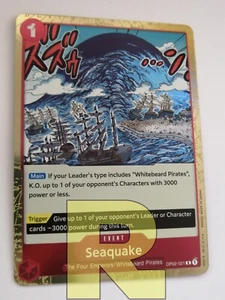 1
ズズズ
Main If your Leader's type includes "Whitebeard Pirates",
K.O. up to 1 of your opponent's Characters with 3000
power or less.
Trigger Give up to 1 of your opponent's Leader or Character
cards −3000 power during this turn.
EVENT
Seaquake
The Four Emperors/Whitebeard Pirates
R